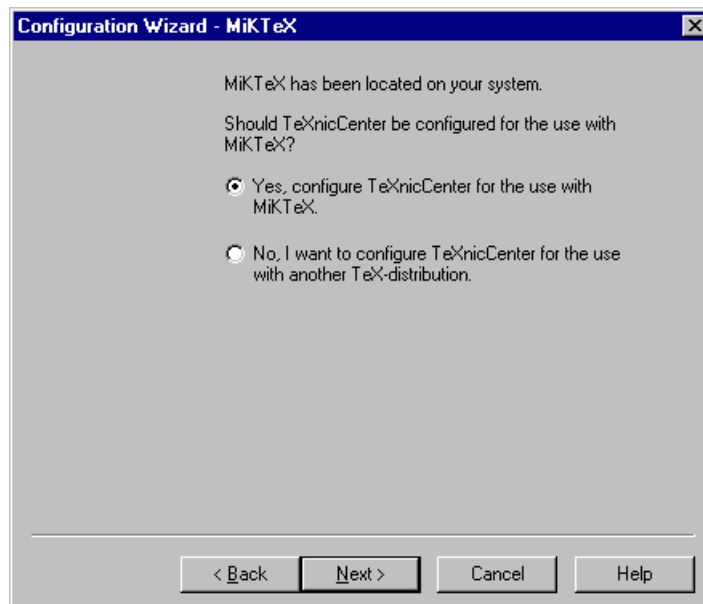 Configuration Wizard - MiKTeX
MiKTeX has been located on your system.
Should TeXnicCenter be configured for the use with
MiKTeX?
Yes, configure TeXnicCenter for the use with
MiKTeX.
No, I want to configure TeXnicCenter for the use
with another TeX-distribution.
< Back Next > Cancel Help